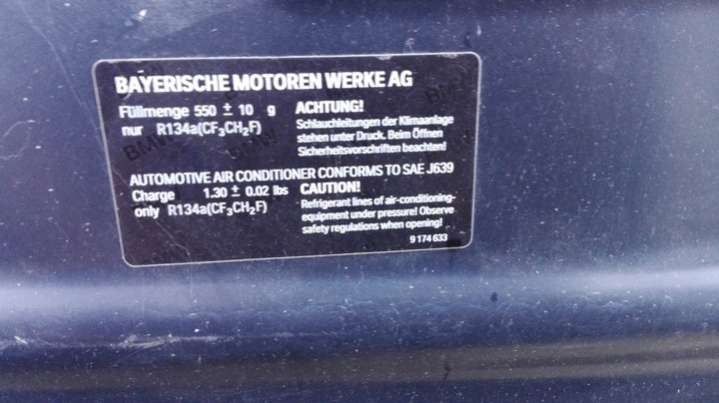 BAYERISCHE MOTOREN WERKE AG
Füllmenge 550 ± 10 g
nur R134a(CF₃CH₂F)
ACHTUNG!
Schlauchleitungen der Klimaanlage
stehen unter Druck. Beim Öffnen
Sicherheitsvorschriften beachten!
AUTOMOTIVE AIR CONDITIONER CONFORMS TO SAE J639
Charge 1.30 ± 0.02 lbs
only R134a(CF₃CH₂F)
CAUTION!
Refrigerant lines of air-conditioning-
equipment under pressure! Observe
safety regulations when opening!
9 174 633